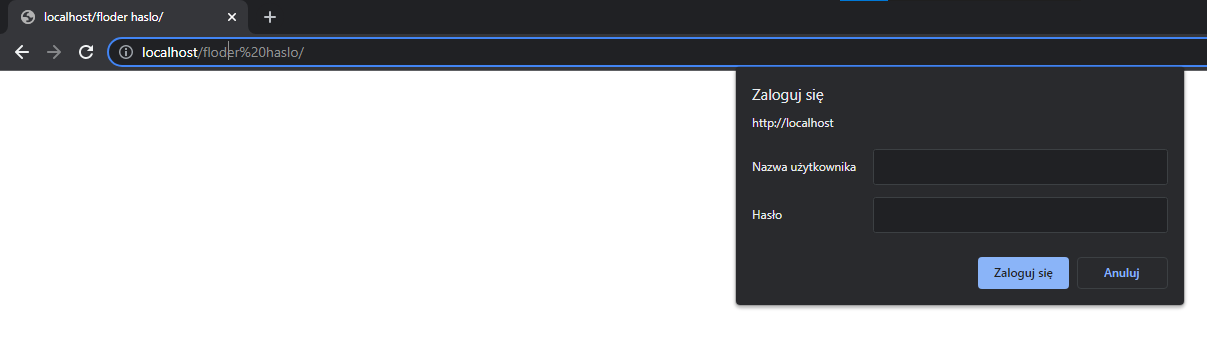 localhost/floder haslo/
localhost/floder%20haslo/
Zaloguj się
http://localhost
Nazwa użytkownika
Hasło
Zaloguj się
Anuluj